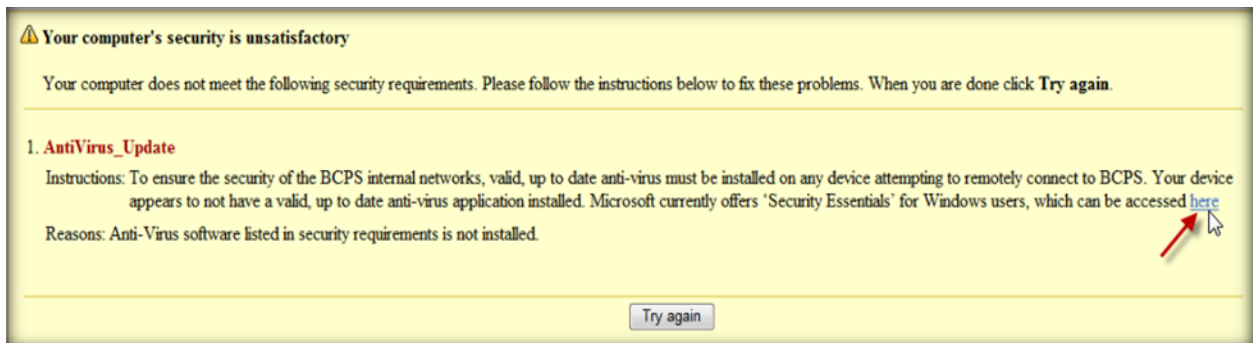 Your computer's security is unsatisfactory
Your computer does not meet the following security requirements. Please follow the instructions below to fix these problems. When you are done click Try again.
1. AntiVirus_Update
Instructions: To ensure the security of the BCPS internal networks, valid, up to date anti-virus must be installed on any device attempting to remotely connect to BCPS. Your device
appears to not have a valid, up to date anti-virus application installed. Microsoft currently offers 'Security Essentials' for Windows users, which can be accessed here
Reasons: Anti-Virus software listed in security requirements is not installed.
Try again